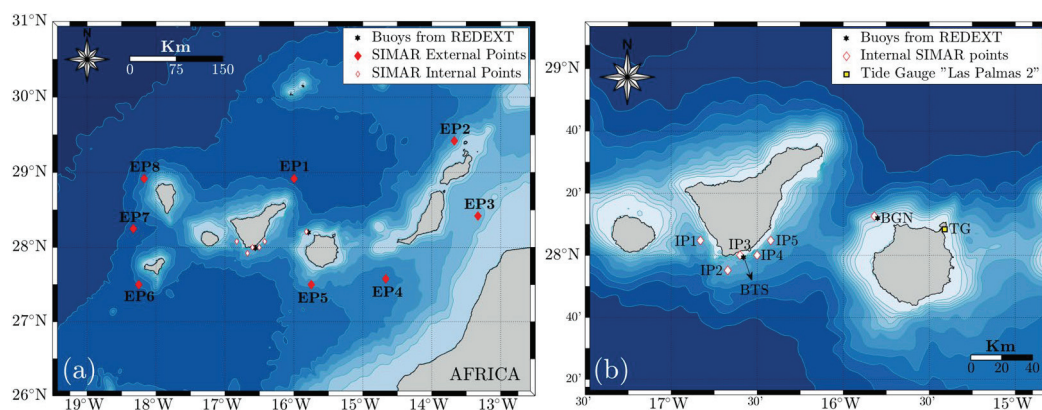 31°N
30°N
29°N
28°N
27°N
26°N
N
Km
0 75 150
Buoys from REDEXT
SIMAR External Points
SIMAR Internal Points
EP2
EP8
EP1
EP7
EP3
EP6
EP5
EP4
(a)
AFRICA
19°W 18°W 17°W 16°W 15°W 14°W 13°W
N
Buoys from REDEXT
Internal SIMAR points
Tide Gauge "Las Palmas 2"
29°N
40'
20'
28°N
40'
20'
BGN
TG
IP1
IP3
IP5
IP2
IP4
BTS
Km
0 20 40
(b)
30' 17°W 30' 16°W 30' 15°W